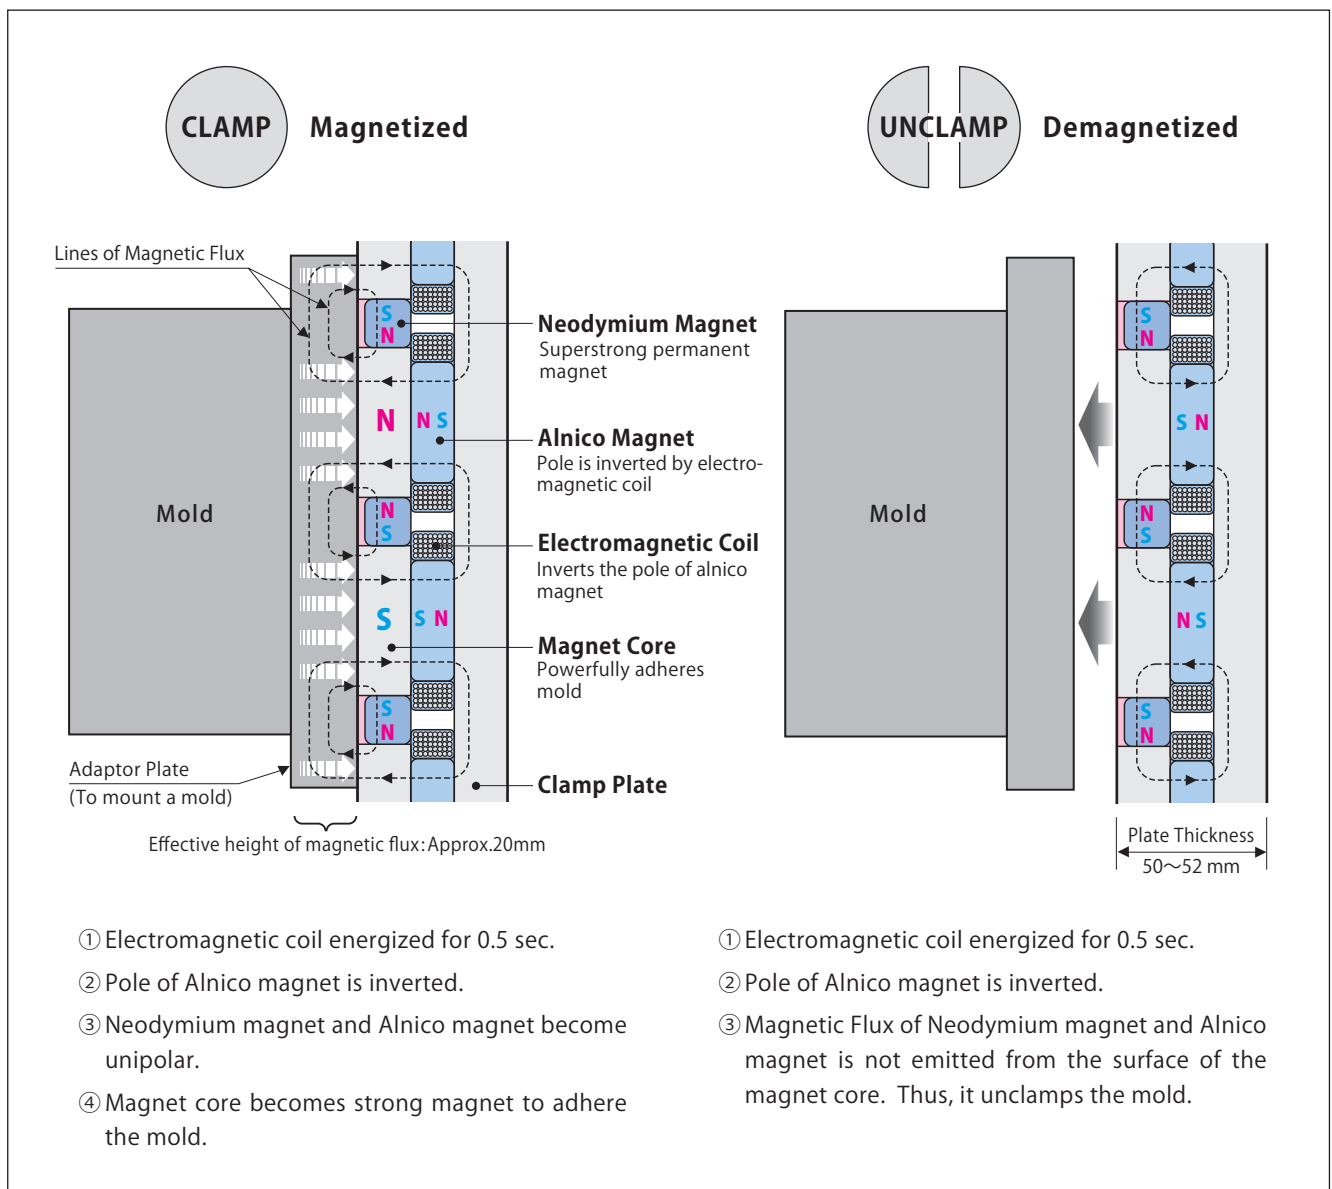 CLAMP Magnetized
UNCLAMP Demagnetized
Lines of Magnetic Flux
Mold
Adaptor Plate
(To mount a mold)
Effective height of magnetic flux:Approx.20mm
S
N
N
N S
N
S
S
S N
S
N
Neodymium Magnet
Superstrong permanent
magnet
Alnico Magnet
Pole is inverted by electro-
magnetic coil
Electromagnetic Coil
Inverts the pole of alnico
magnet
Magnet Core
Powerfully adheres
mold
Clamp Plate
Mold
S
N
S N
N
S
N S
S
N
Plate Thickness
50～52 mm
①Electromagnetic coil energized for 0.5 sec.
②Pole of Alnico magnet is inverted.
③Neodymium magnet and Alnico magnet become
unipolar.
④Magnet core becomes strong magnet to adhere
the mold.
①Electromagnetic coil energized for 0.5 sec.
②Pole of Alnico magnet is inverted.
③Magnetic Flux of Neodymium magnet and Alnico
magnet is not emitted from the surface of the
magnet core. Thus, it unclamps the mold.